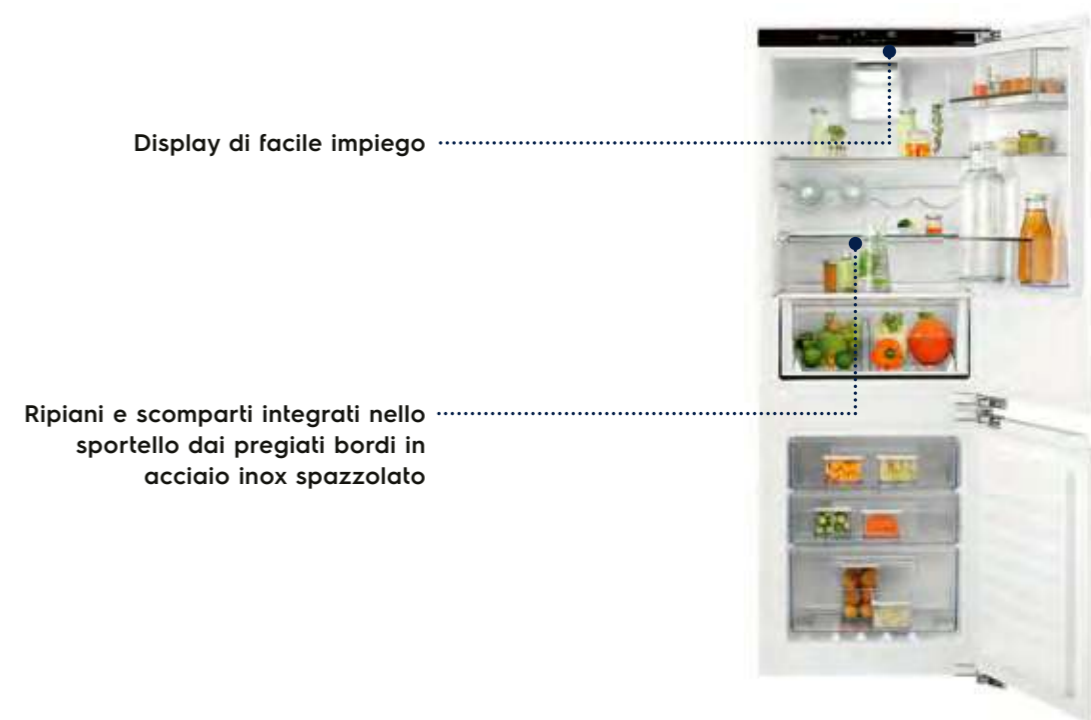 Display di facile impiego
Ripiani e scomparti integrati nello
sportello dai pregiati bordi in
acciaio inox spazzolato